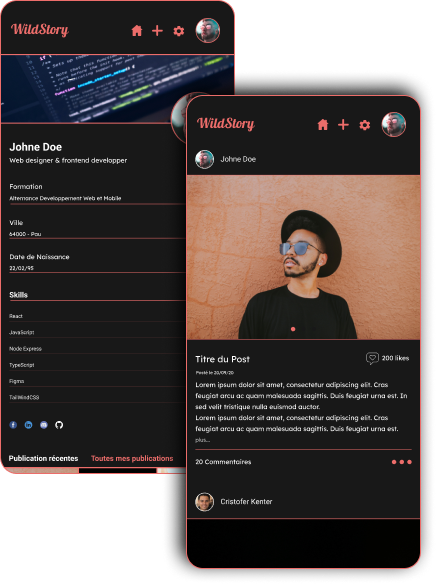 WildStory
Johne Doe
Web designer & frontend developper
Formation
Alternance Developpement Web et Mobile
Ville
64000 - Pau
Date de Naissance
22/02/95
Skills
React
JavaScript
Node Express
TypeScript
Figma
TailWindCSS
Publication récentes
Toutes mes publications
WildStory
Johne Doe
Titre du Post
200 likes
Posté le 20/09/20
Lorem ipsum dolor sit amet, consectetur adipiscing elit. Cras
feugiat arcu ac quam malesuada sagittis. Duis feugiat urna est. In
sed velit tristique nulla euismod auctor.
Lorem ipsum dolor sit amet, consectetur adipiscing elit. Cras
feugiat arcu ac quam malesuada sagittis. Duis feugiat urna est.
plus...
20 Commentaires
Cristofer Kenter